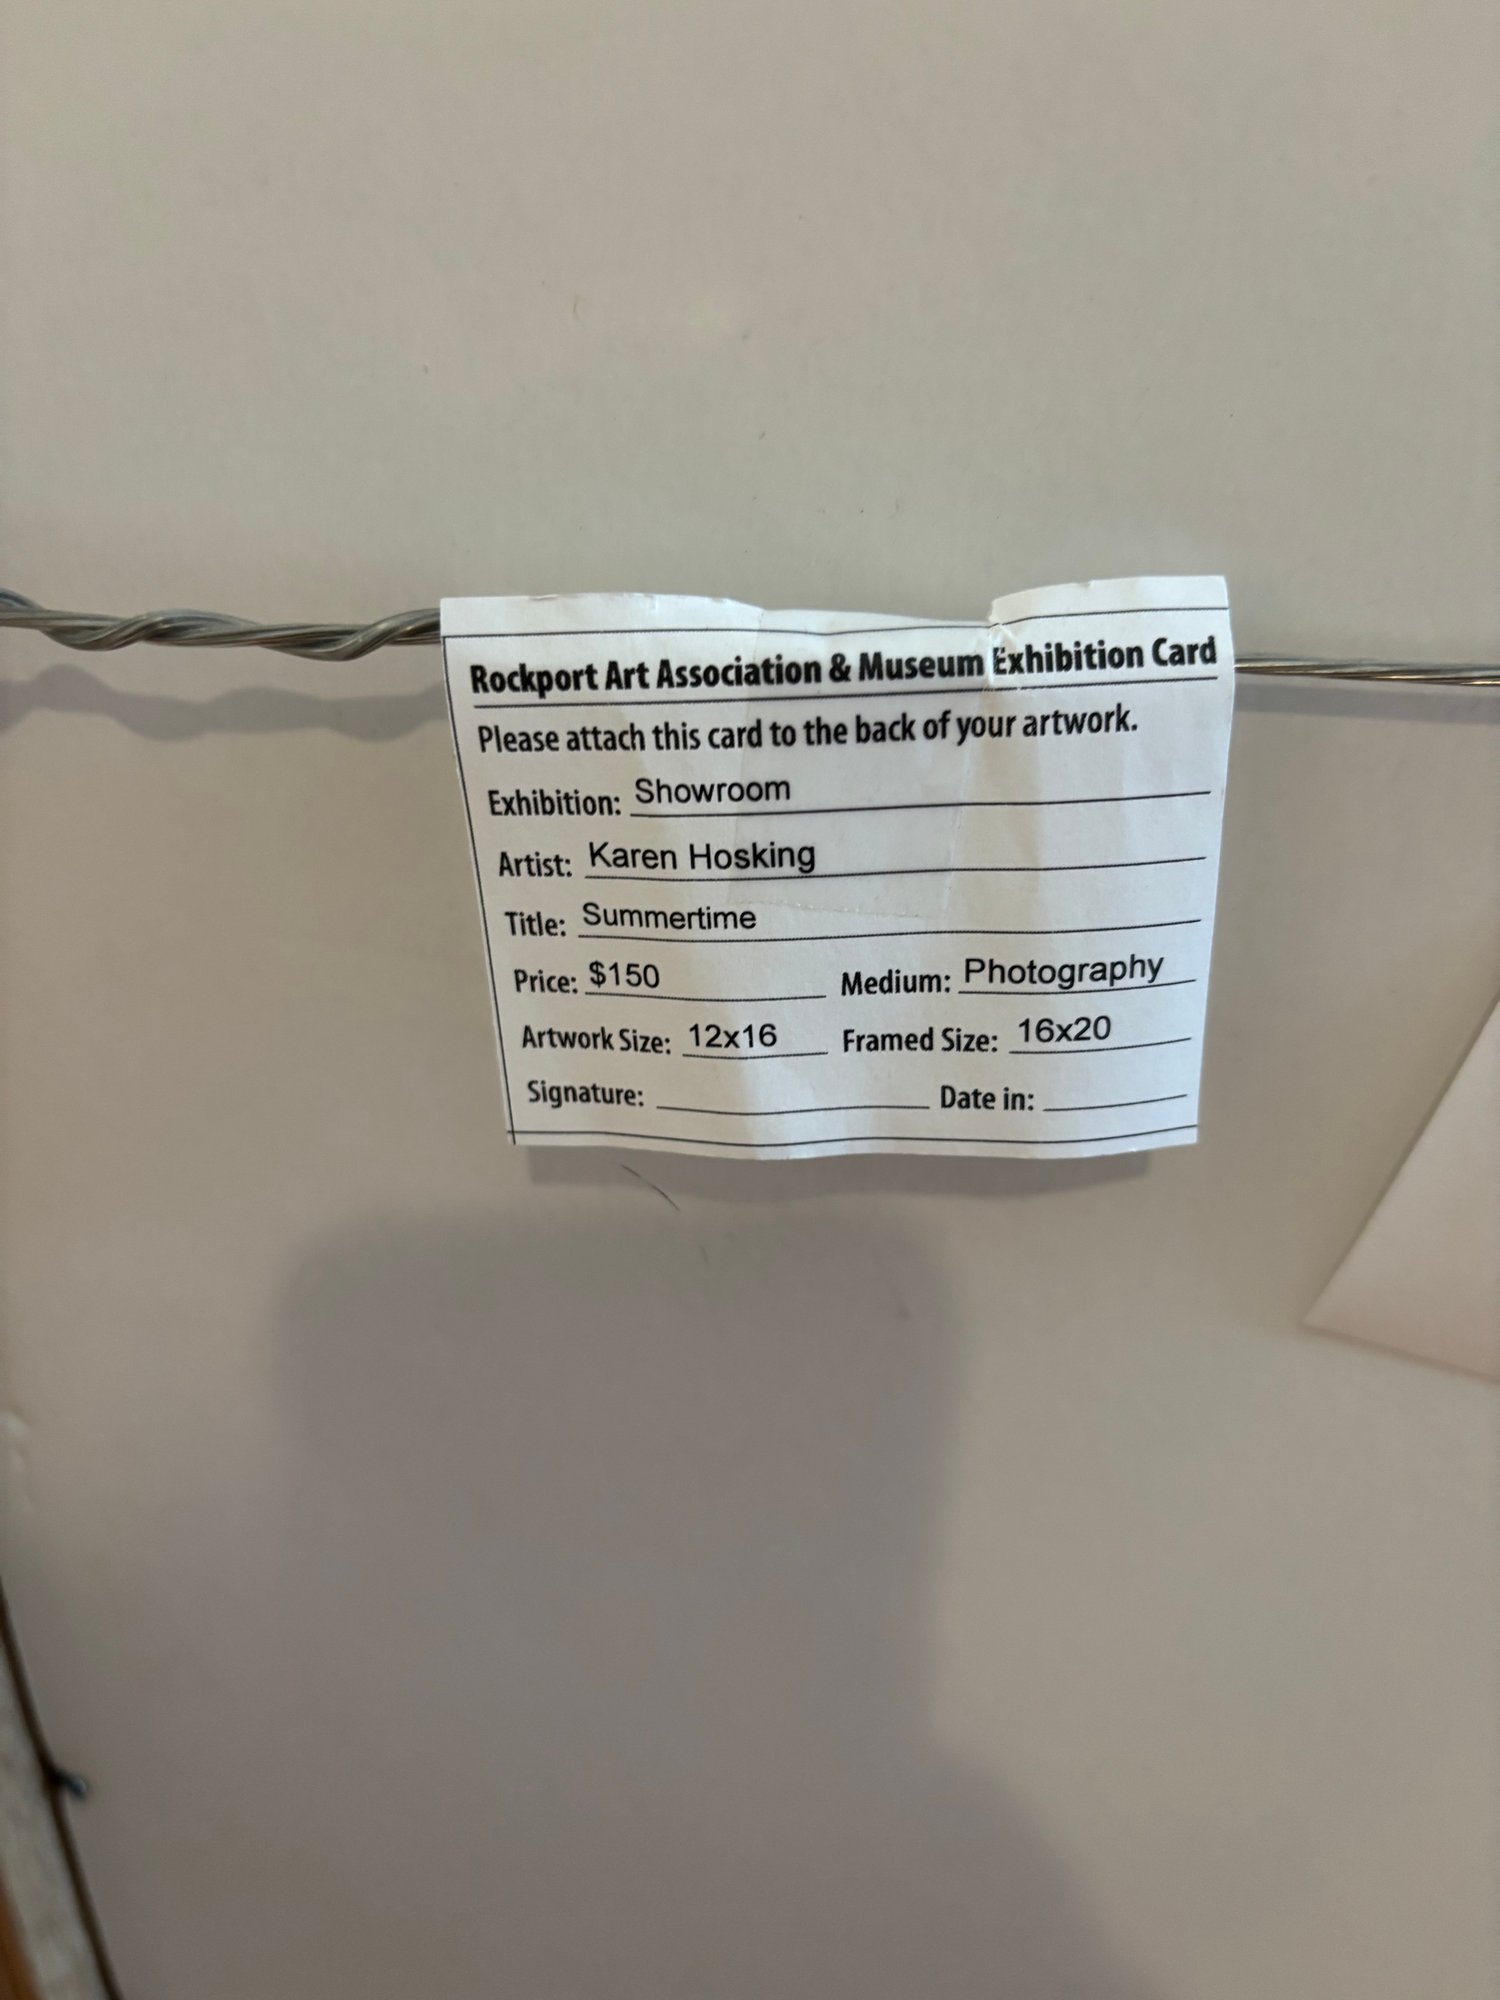 Rockport Art Association & Museum Exhibition Card
Please attach this card to the back of your artwork.
Exhibition: Showroom
Artist: Karen Hosking
Title: Summertime
Price: $150 Medium: Photography
Artwork Size: 12x16 Framed Size: 16x20
Signature: Date in: